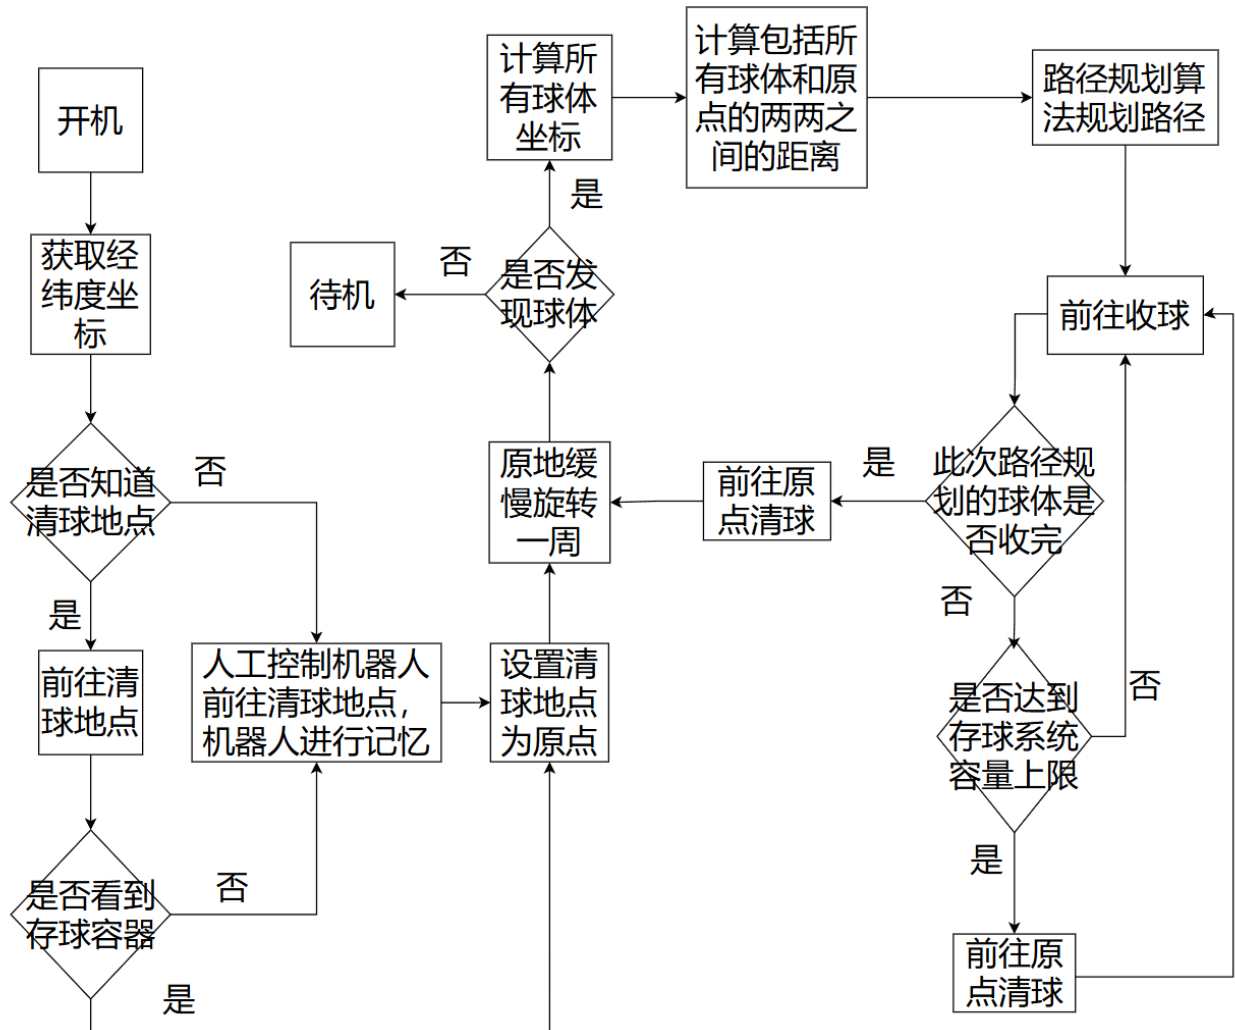 开机
获取经
纬度坐
标
是否知道
清球地点
否
是
前往清
球地点
是否看到
存球容器
否
是
人工控制机器人
前往清球地点，
机器人进行记忆
设置清
球地点
为原点
原地缓
慢旋转
一周
是否发
现球体
否
待机
是
计算所
有球体
坐标
计算包括所
有球体和原
点的两两之
间的距离
路径规划算
法规划路径
前往收球
此次路径规
划的球体是
否收完
是
前往原
点清球
否
是否达到
存球系统
容量上限
否
是
前往原
点清球